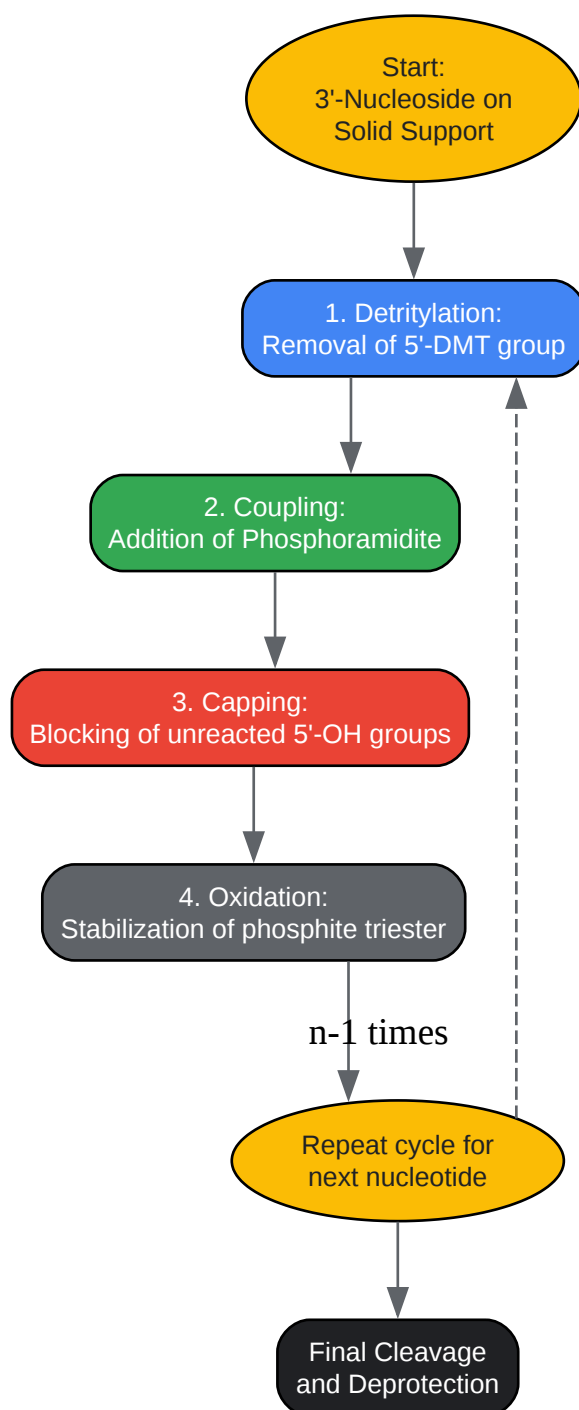 Start:
3'-Nucleoside on
Solid Support
1. Detritylation:
Removal of 5'-DMT group
2. Coupling:
Addition of Phosphoramidite
3. Capping:
Blocking of unreacted 5'-OH groups
4. Oxidation:
Stabilization of phosphite triester
n-1 times
Repeat cycle for
next nucleotide
Final Cleavage
and Deprotection